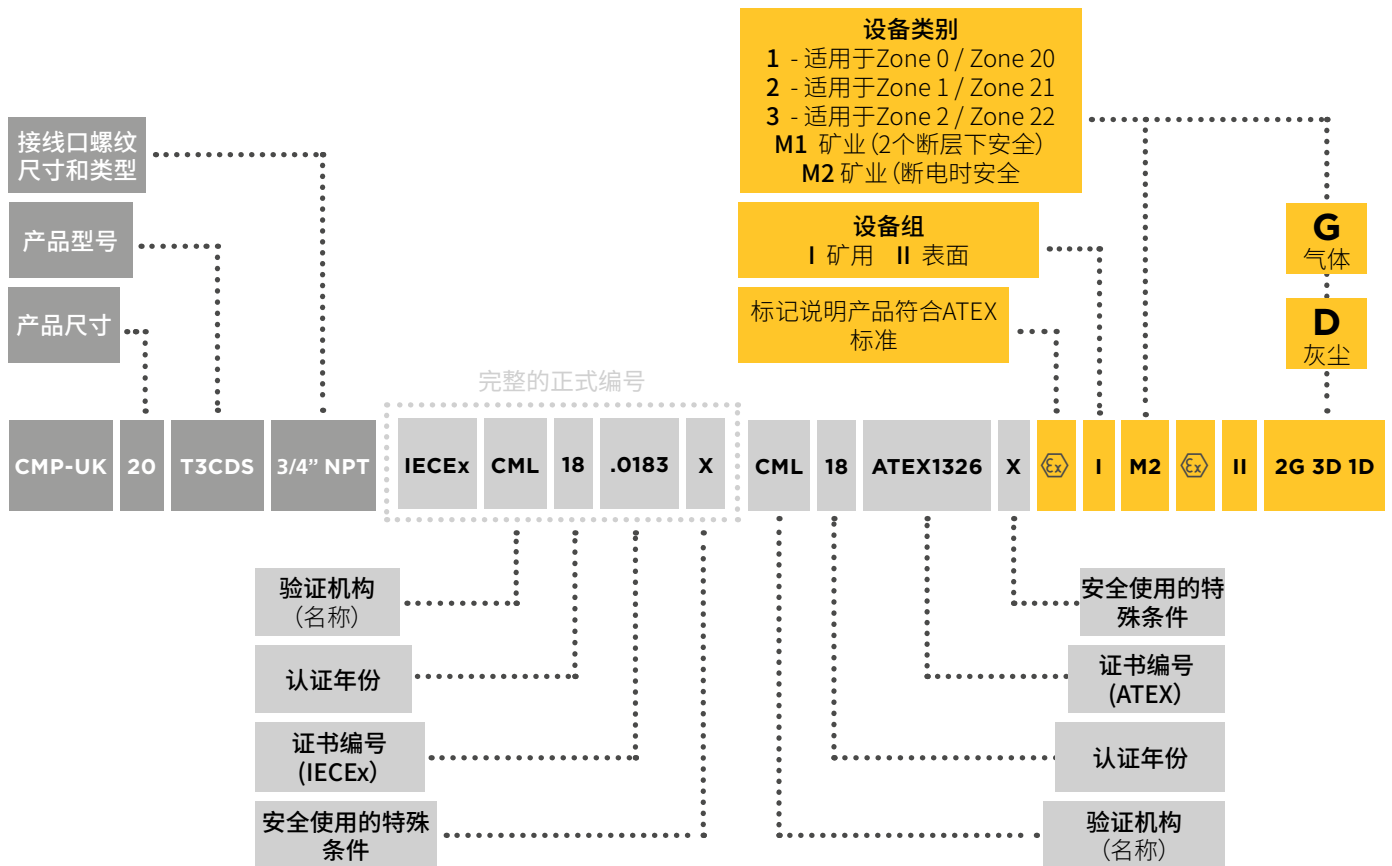 设备类别
1 - 适用于Zone 0 / Zone 20
2 - 适用于Zone 1 / Zone 21
3 - 适用于Zone 2 / Zone 22
M1 矿业(2个断层下安全)
M2 矿业(断电时安全
接线口螺纹
尺寸和类型
产品型号
产品尺寸
设备组
I 矿用 II 表面
标记说明产品符合ATEX
标准
G
气体
D
灰尘
完整的正式编号
CMP-UK 20 T3CDS 3/4” NPT IECEx CML 18 .0183 X CML 18 ATEX1326 X Ex I M2 Ex II 2G 3D 1D
验证机构
(名称)
认证年份
证书编号
(IECEx)
安全使用的特殊
条件
安全使用的特
殊条件
证书编号
(ATEX)
认证年份
验证机构
(名称)